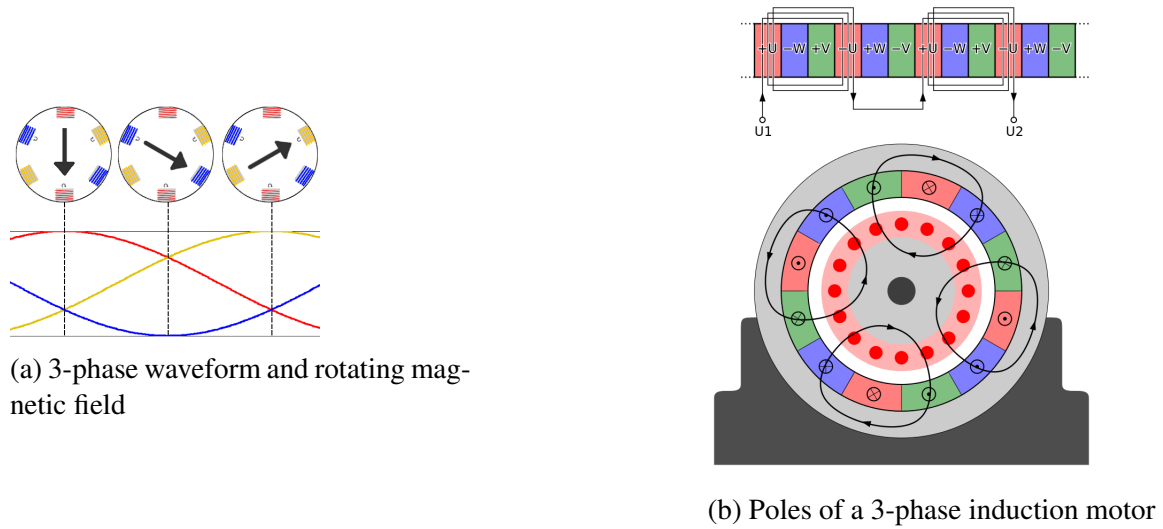 +U −W +V −U +W −V +U −W +V −U +W −V
U1 U2
(a) 3-phase waveform and rotating mag-
netic field
(b) Poles of a 3-phase induction motor